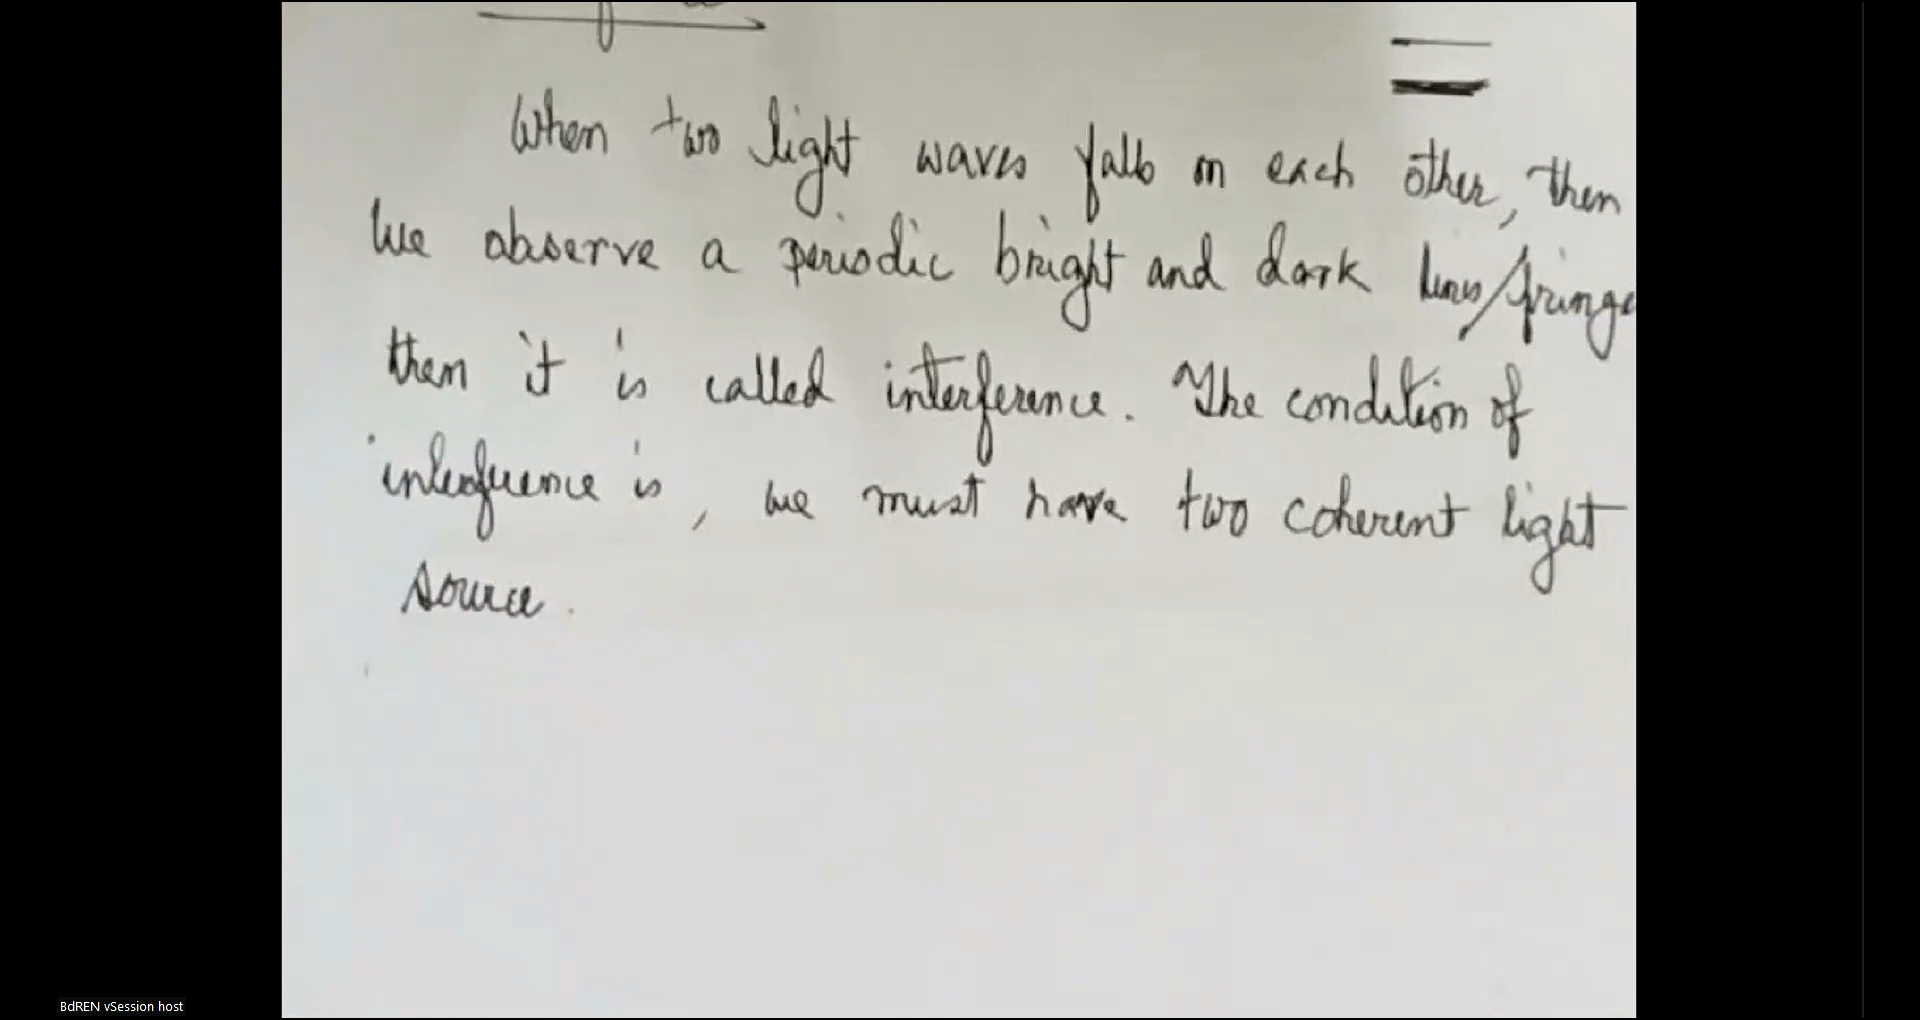 When two light waves falls on each other, then
we observe a periodic bright and dark lines/fringe
then it is called interference. The condition of
interference is, we must have two coherent light
source.
BdREN vSession host